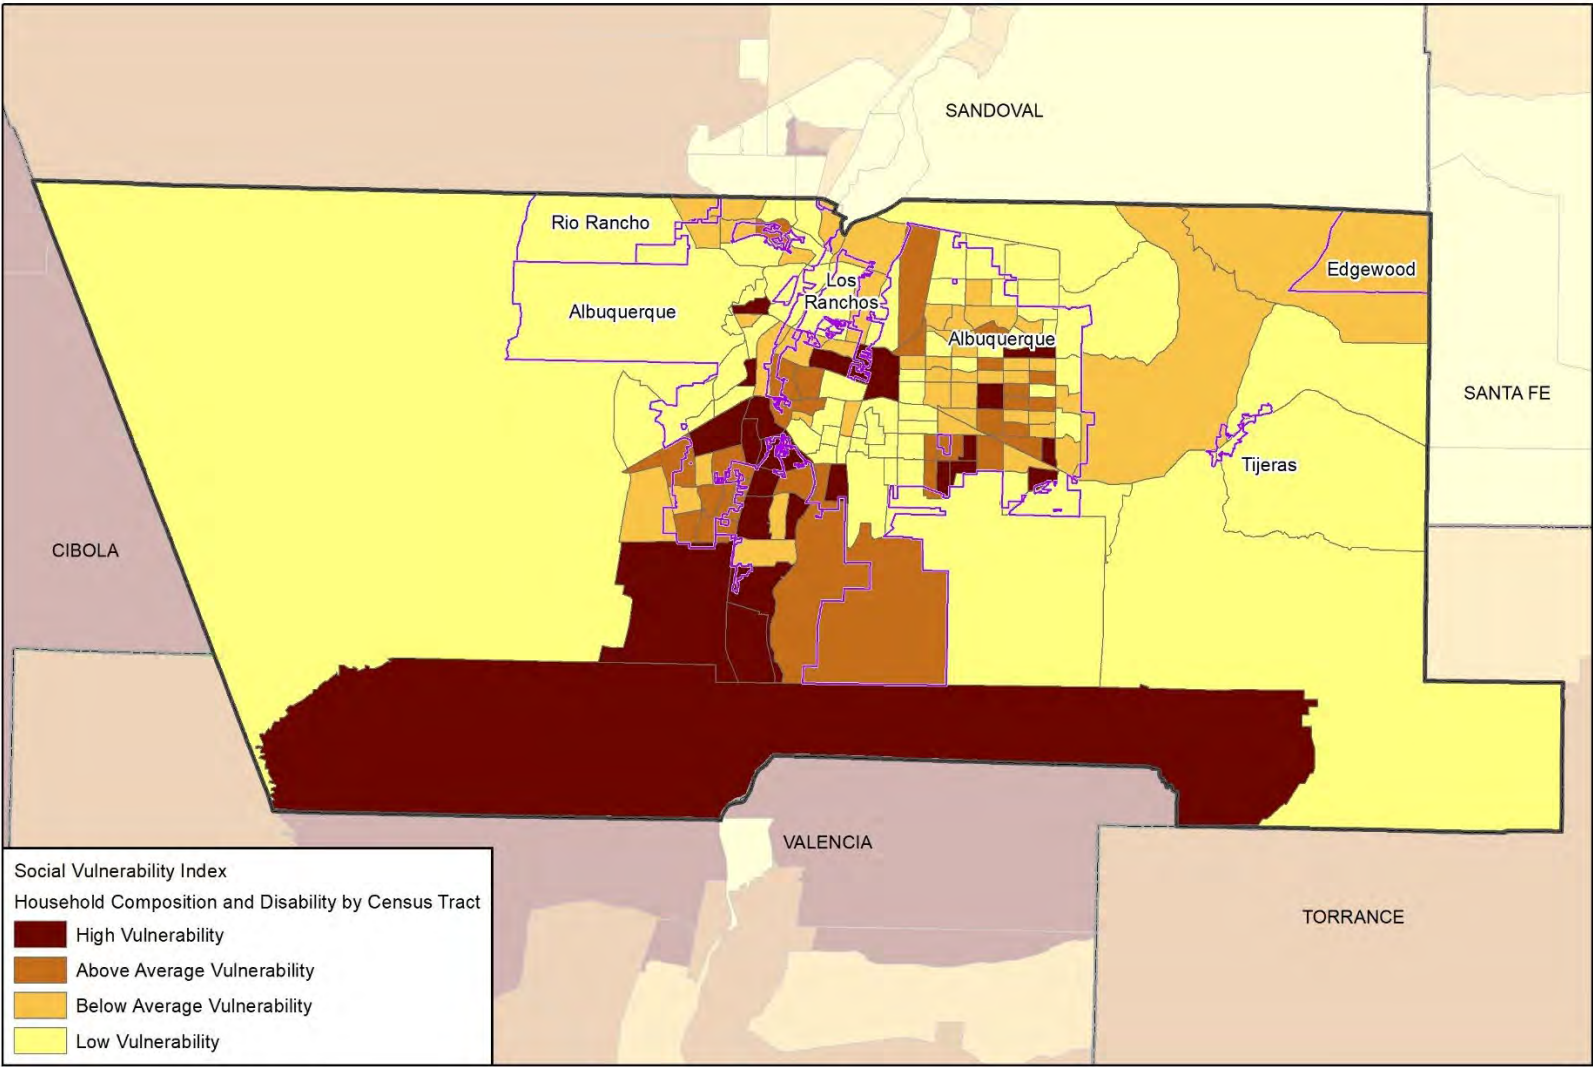 SANDOVAL
Rio Rancho
Edgewood
Los
Ranchos
Albuquerque
Albuquerque
SANTA FE
Tijeras
CIBOLA
VALENCIA
TORRANCE
Social Vulnerability Index
Household Composition and Disability by Census Tract
High Vulnerability
Above Average Vulnerability
Below Average Vulnerability
Low Vulnerability